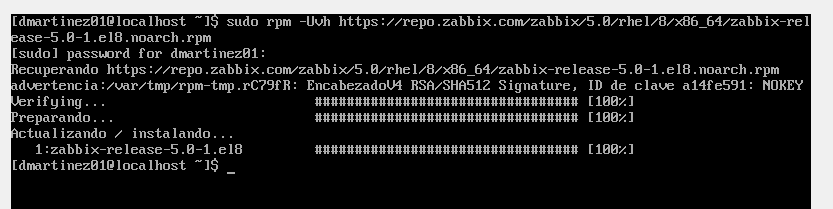 [dmartinez01@localhost ~]$ sudo rpm -Uvh https://repo.zabbix.com/zabbix/5.0/rhel/8/x86_64/zabbix-rel
ease-5.0-1.el8.noarch.rpm
[sudo] password for dmartinez01:
Recuperando https://repo.zabbix.com/zabbix/5.0/rhel/8/x86_64/zabbix-release-5.0-1.el8.noarch.rpm
advertencia:/var/tmp/rpm-tmp.rC79fR: EncabezadoV4 RSA/SHA512 Signature, ID de clave a14fe591: NOKEY
Verifying... ################################# [100%]
Preparando... ################################# [100%]
Actualizando / instalando...
1:zabbix-release-5.0-1.el8 ################################# [100%]
[dmartinez01@localhost ~]$ _